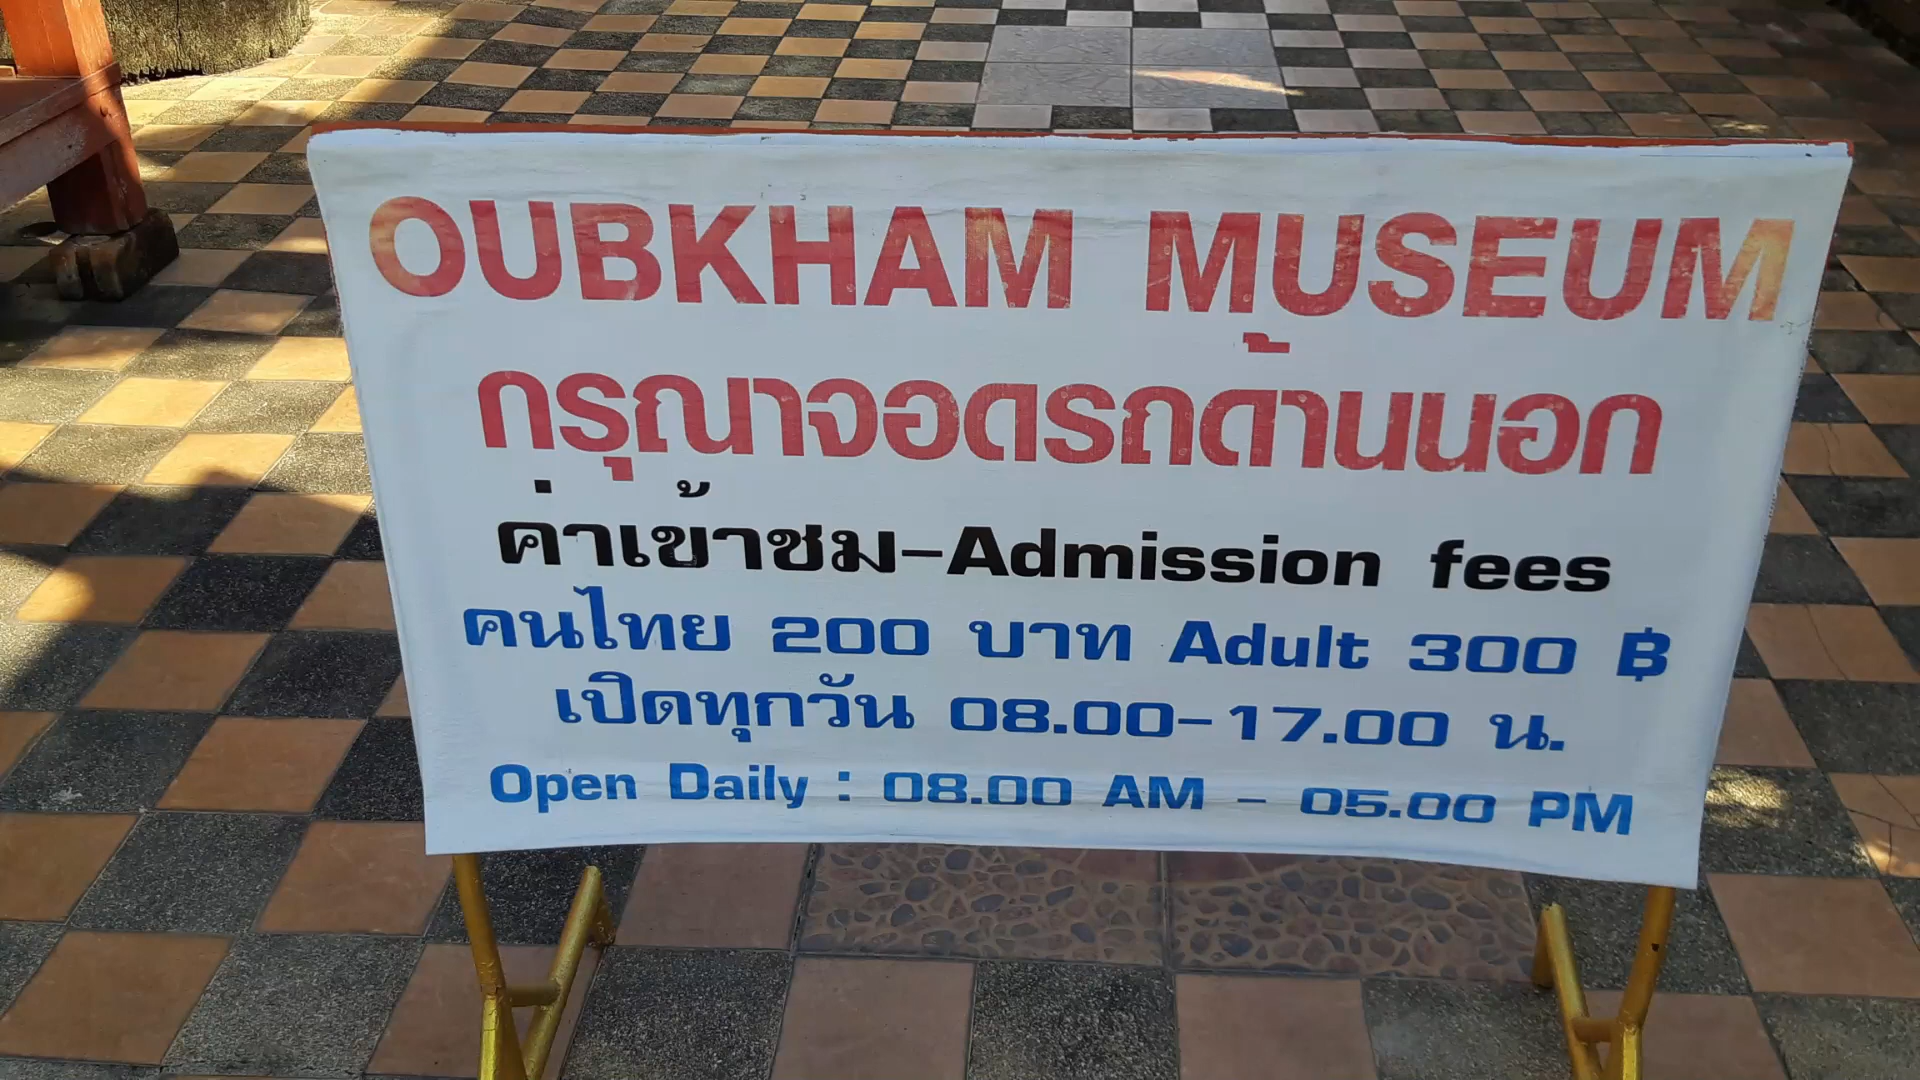 OUBKHAM MUSEUM
กรุณาจอดรถด้านนอก
ค่าเข้าชม-Admission fees
คนไทย 200 บาท Adult 300 ฿
เปิดทุกวัน 08.00-17.00 น.
Open Daily : 08.00 AM - 05.00 PM